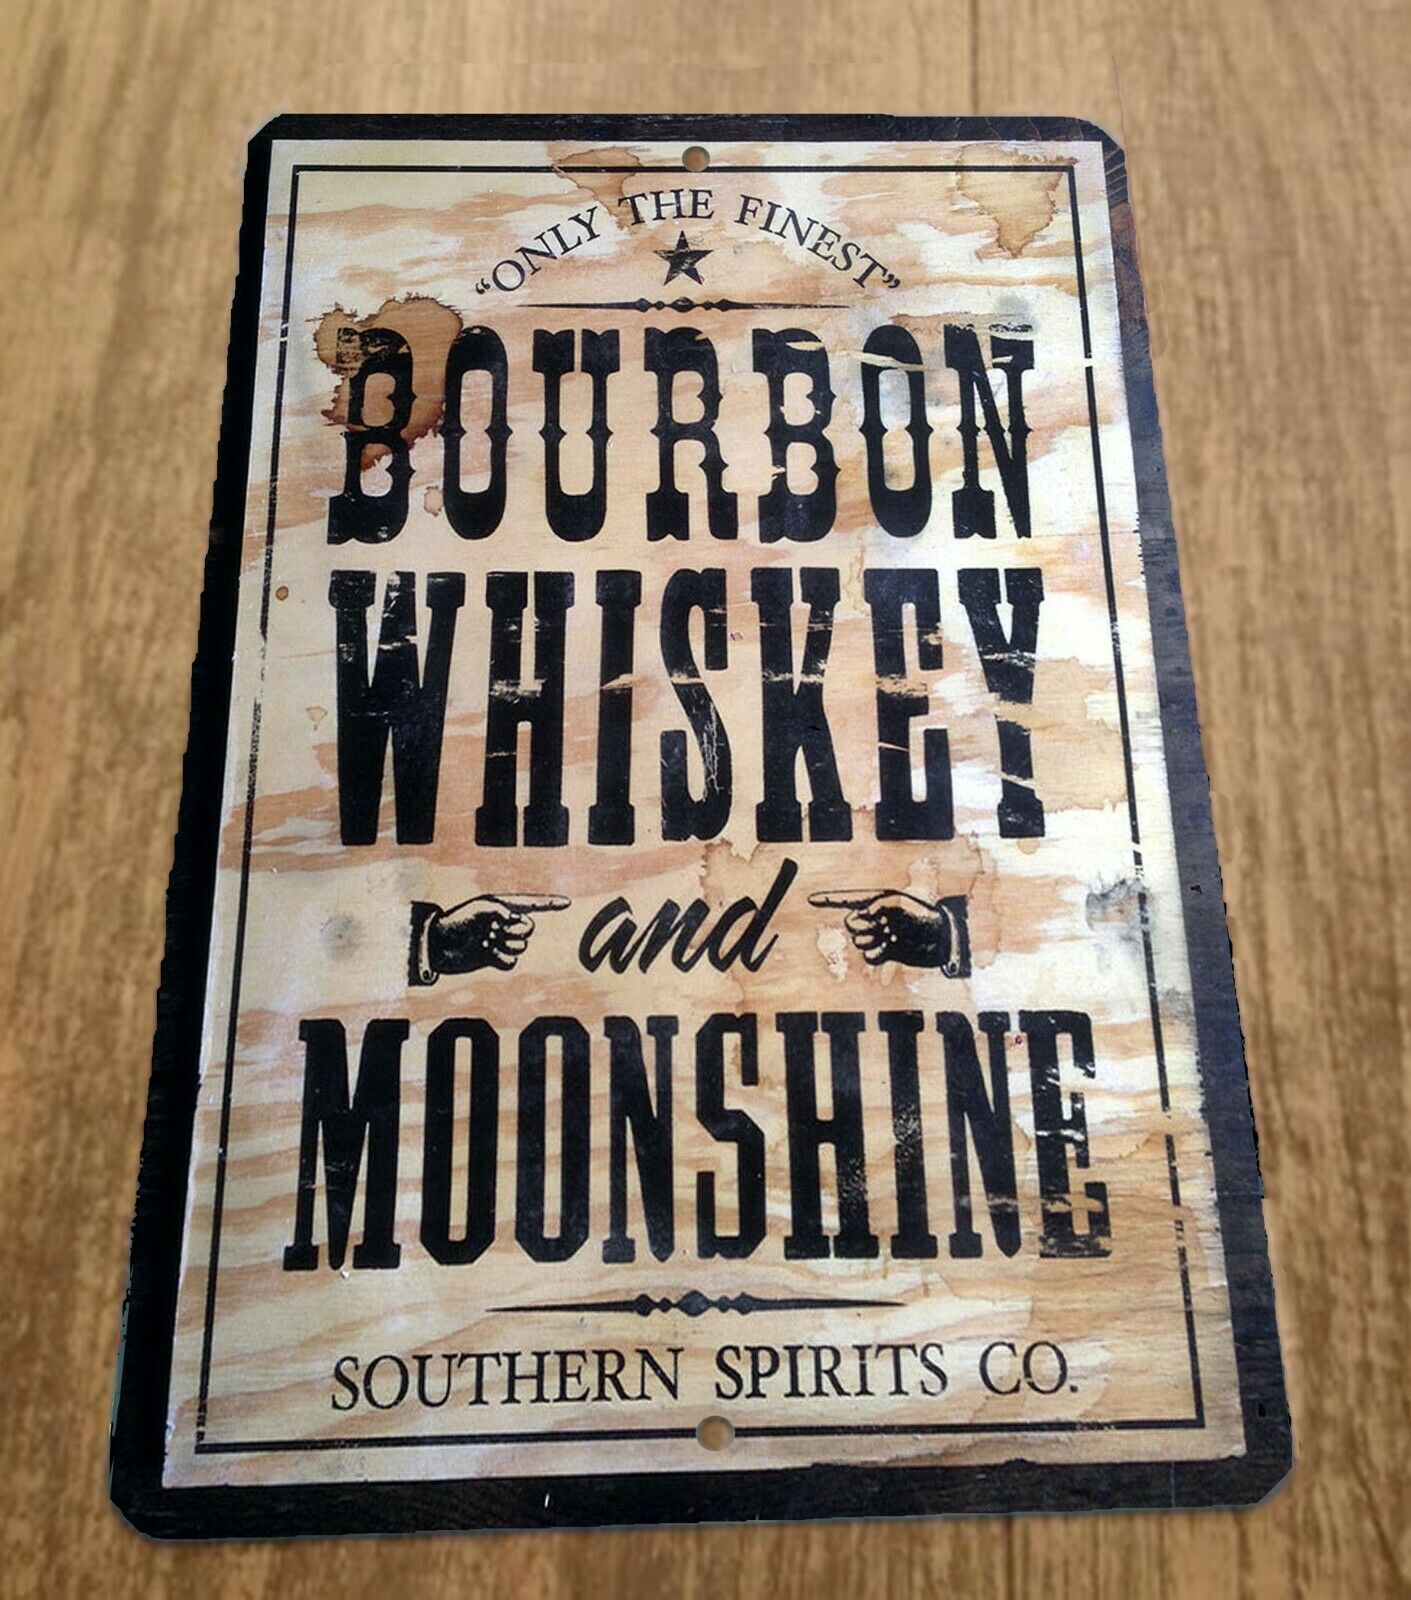 “ONLY THE FINEST”
BOURBON
WHISKEY
and
MOONSHINE
SOUTHERN SPIRITS CO.